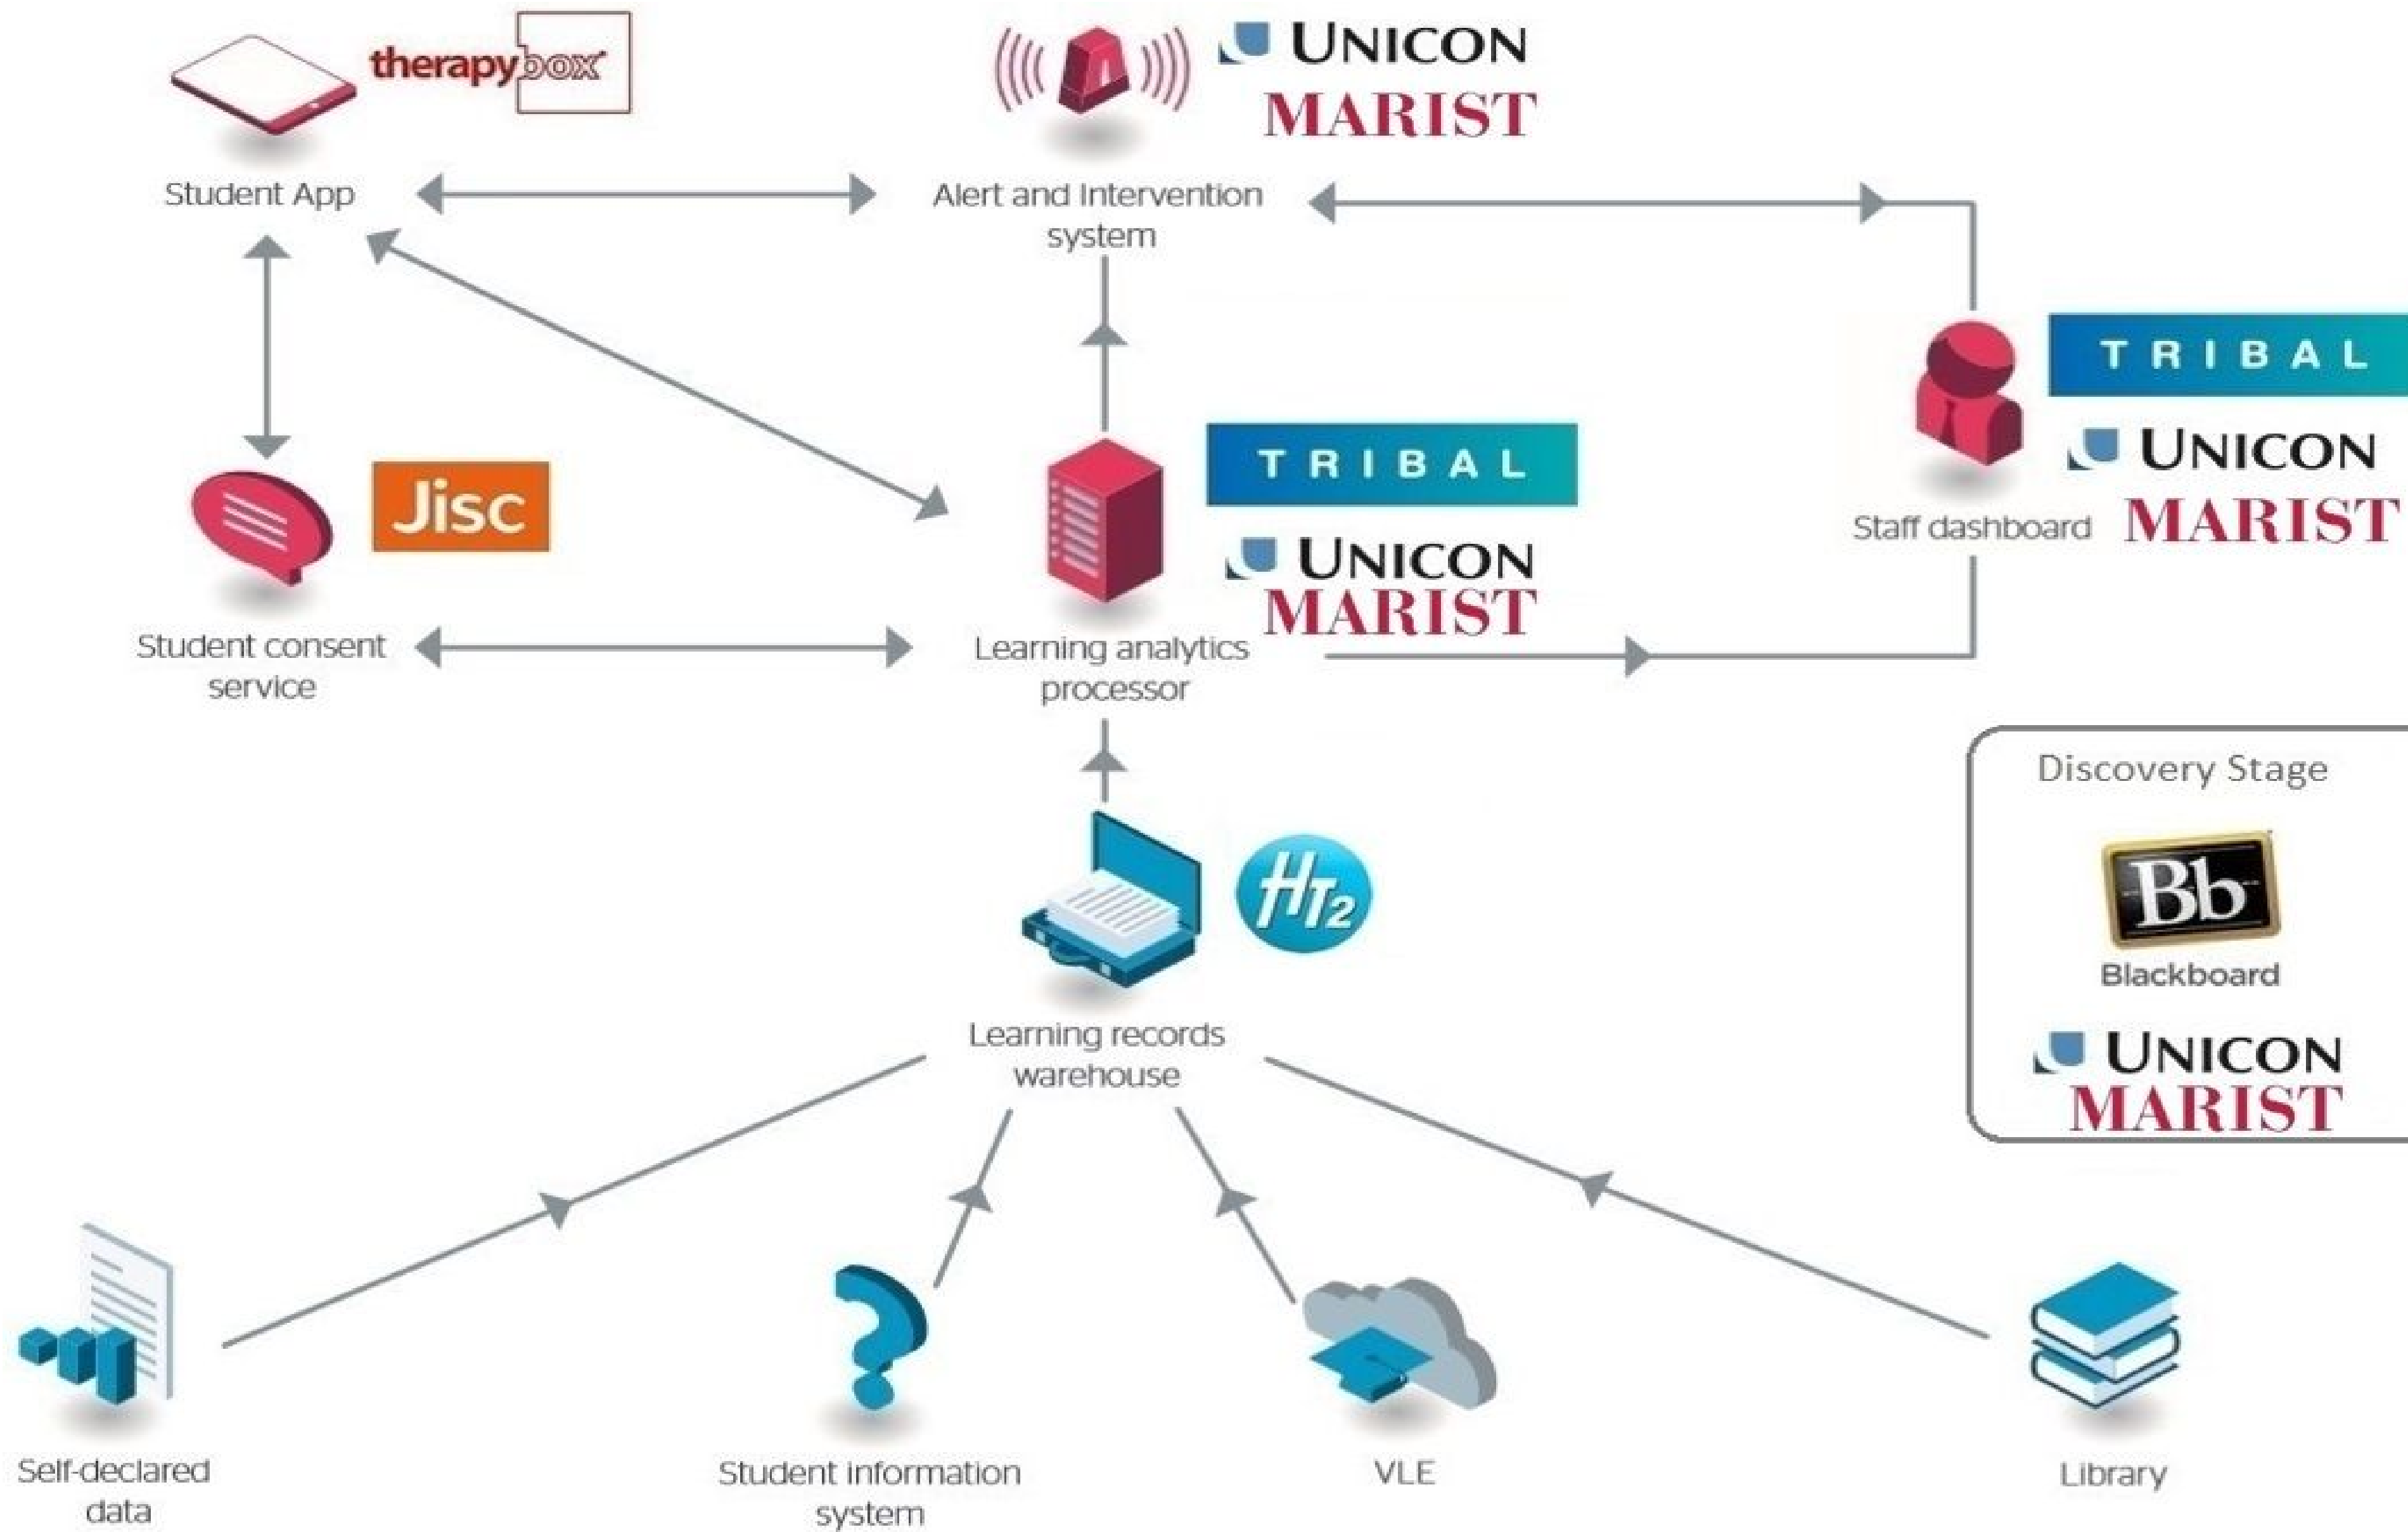 therapybox
UNICON
MARIST
Student App
Alert and Intervention
system
TRIBAL
UNICON
MARIST
Staff dashboard
Jisc
TRIBAL
UNICON
MARIST
Student consent
service
Learning analytics
processor
Discovery Stage
Bb
Blackboard
UNICON
MARIST
HT2
Learning records
warehouse
Self-declared
data
Student information
system
VLE
Library